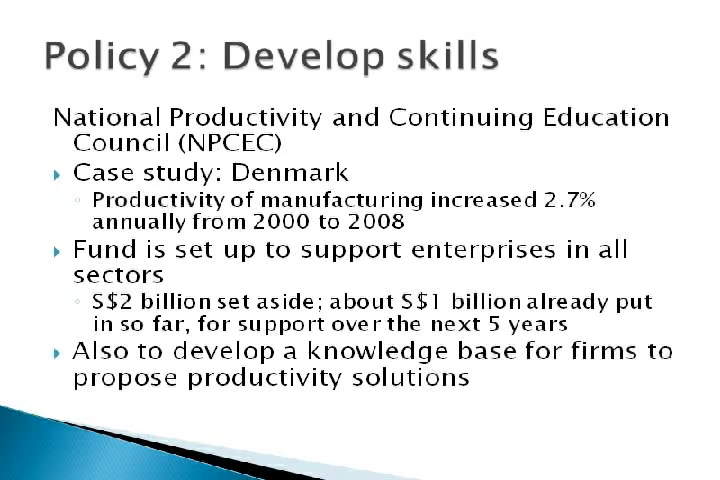 Policy 2: Develop skills
National Productivity and Continuing Education
Council (NPCEC)
Case study: Denmark
Productivity of manufacturing increased 2.7%
annually from 2000 to 2008
Fund is set up to support enterprises in all
sectors
S$2 billion set aside; about S$1 billion already put
in so far, for support over the next 5 years
Also to develop a knowledge base for firms to
propose productivity solutions